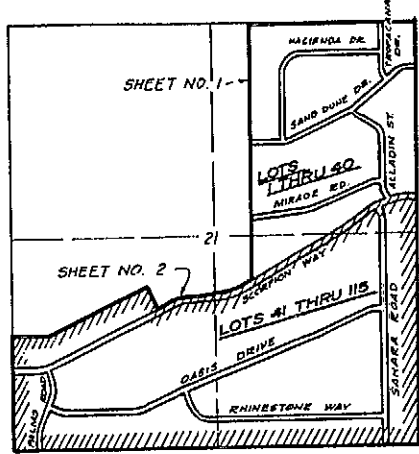 HACIENDA DR.
TROPICANA DR.
SHEET NO. 1
SAND DUNE DR.
LOTS
1 THRU 40
ALLADIN ST.
MIRAGE RD.
21
SHEET NO. 2
SCORPION WAY
LOTS 41 THRU 115
OASIS DRIVE
SAHARA ROAD
PALMS ROAD
RHINESTONE WAY